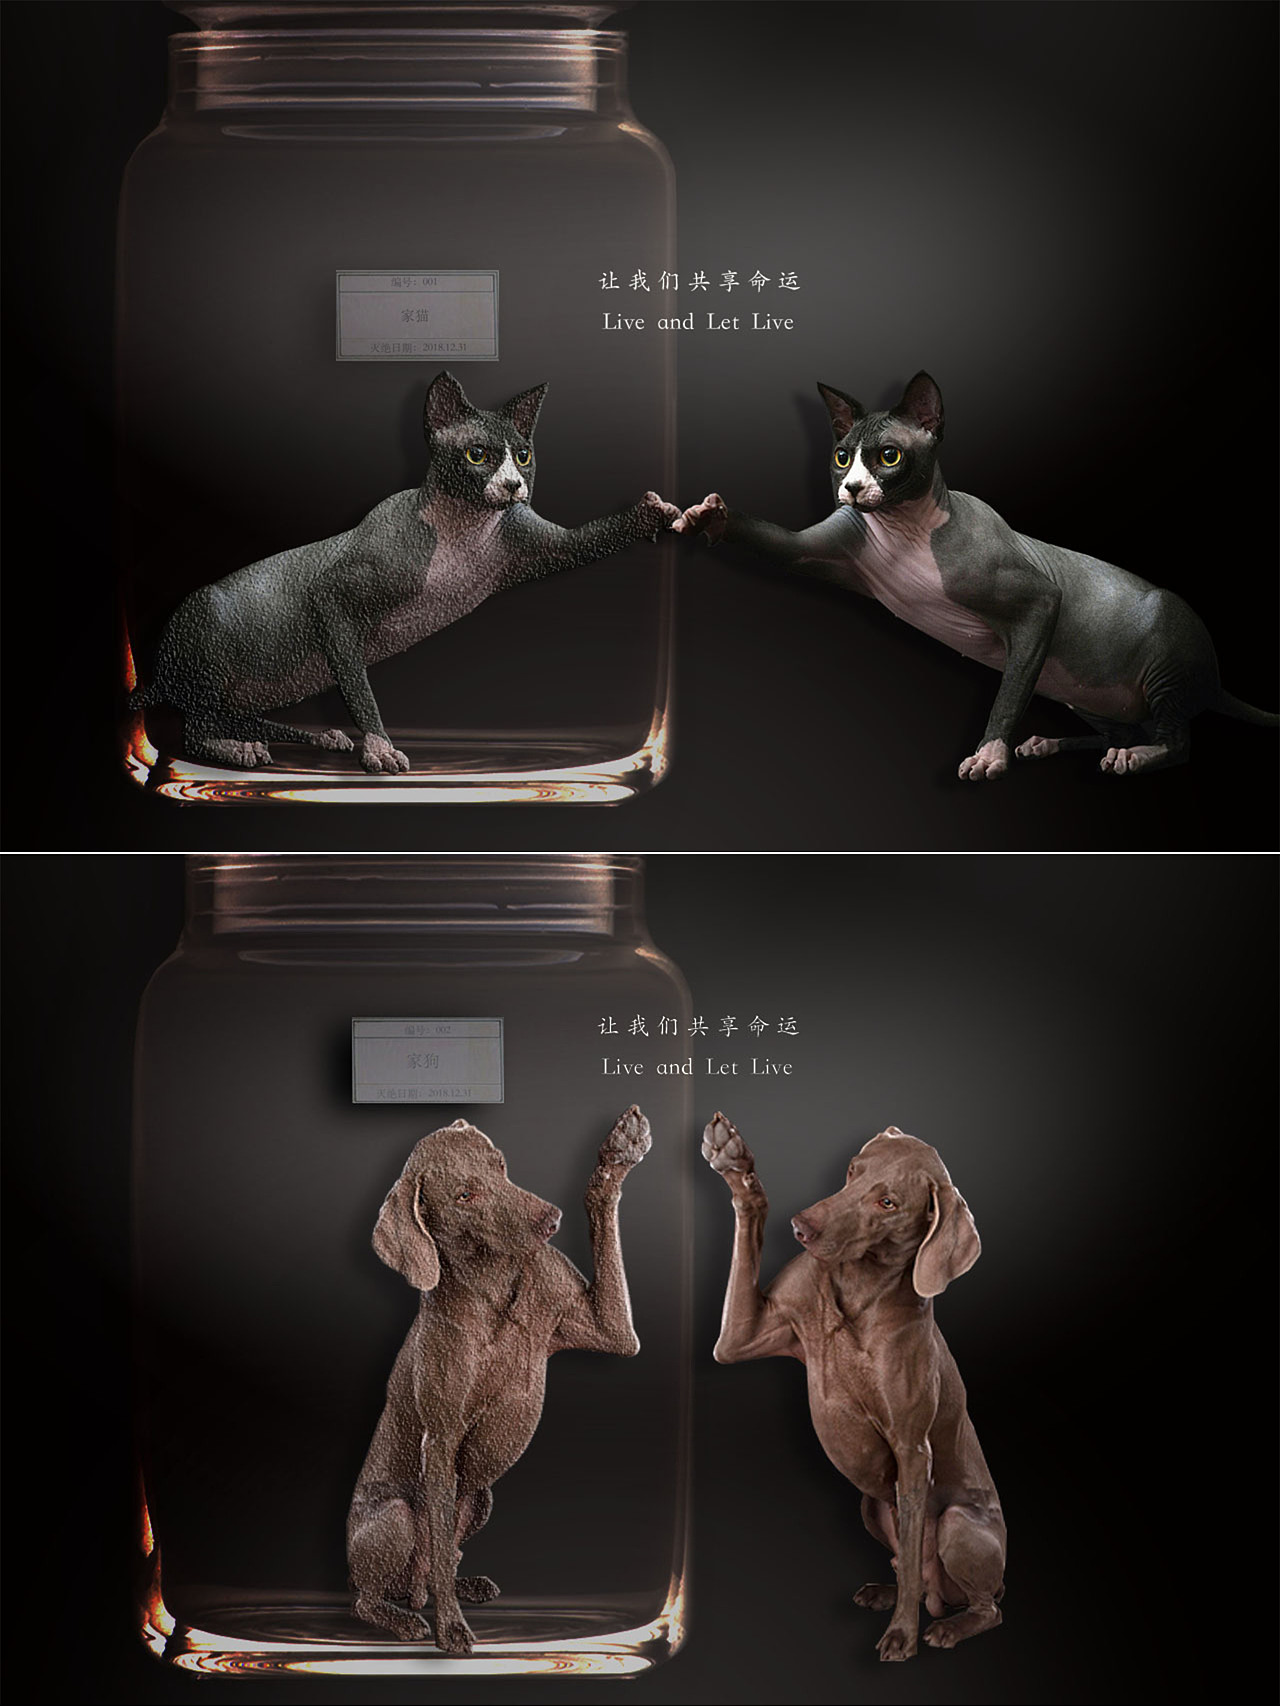 编号：001
家猫
灭绝日期：2018.12.31
让我们共享命运
Live and Let Live
编号：002
家狗
灭绝日期：2018.12.31
让我们共享命运
Live and Let Live